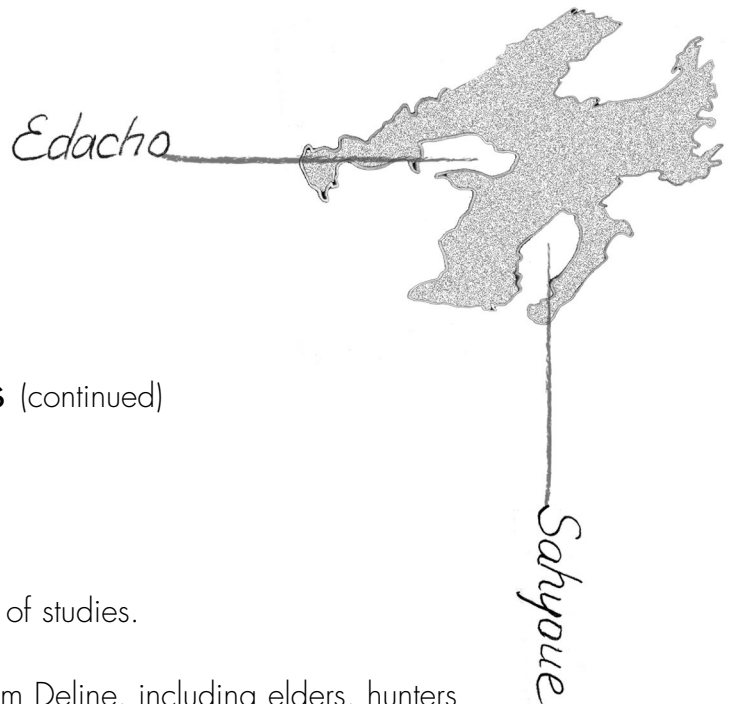 Edacho
s (continued)
of studies.
m Deline, including elders, hunters
Sahyoue